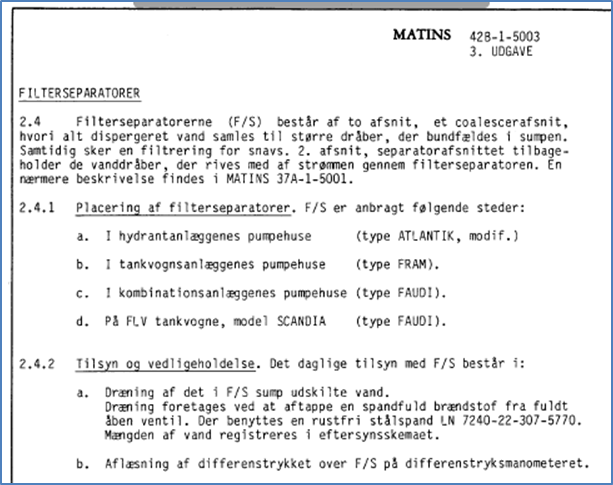 MATINS 42B-1-5003
3. UDGAVE
FILTERSEPARATORER
2.4 Filterseparatorerne (F/S) består af to afsnit, et coalescerafsnit,
hvori alt dispergeret vand samles til større dråber, der bundfældes i sumpen.
Samtidig sker en filtrering for snavs. 2. afsnit, separatorafsnittet tilbage-
holder de vanddråber, der rives med af strømmen gennem filterseparatoren. En
nærmere beskrivelse findes i MATINS 37A-1-5001.
2.4.1 Placering af filterseparatorer. F/S er anbragt følgende steder:
a. I hydrantanlæggenes pumpehuse (type ATLANTIK, modif.)
b. I tankvognsanlæggenes pumpehuse (type FRAM).
c. I kombinationsanlæggenes pumpehuse (type FAUDI).
d. På FLV tankvogne, model SCANDIA (type FAUDI).
2.4.2 Tilsyn og vedligeholdelse. Det daglige tilsyn med F/S består i:
a. Dræning af det i F/S sump udskilte vand.
Dræning foretages ved at aftappe en spandfuld brændstof fra fuldt
åben ventil. Der benyttes en rustfri stålspand LN 7240-22-307-5770.
Mængden af vand registreres i eftersynsskemaet.
b. Aflæsning af differenstrykket over F/S på differenstryksmanometeret.